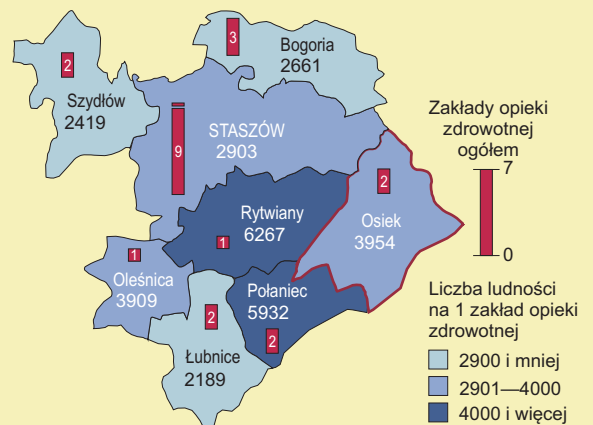 3
Bogoria
2661
2
Szydłów
2419
STASZÓW
2903
9
Zakłady opieki
zdrowotnej
ogółem
7
0
2
Osiek
3954
Rytwiany
6267
1
1
Oleśnica
3909
Połaniec
5932
2
2
Łubnice
2189
Liczba ludności
na 1 zakład opieki
zdrowotnej
2900 i mniej
2901—4000
4000 i więcej